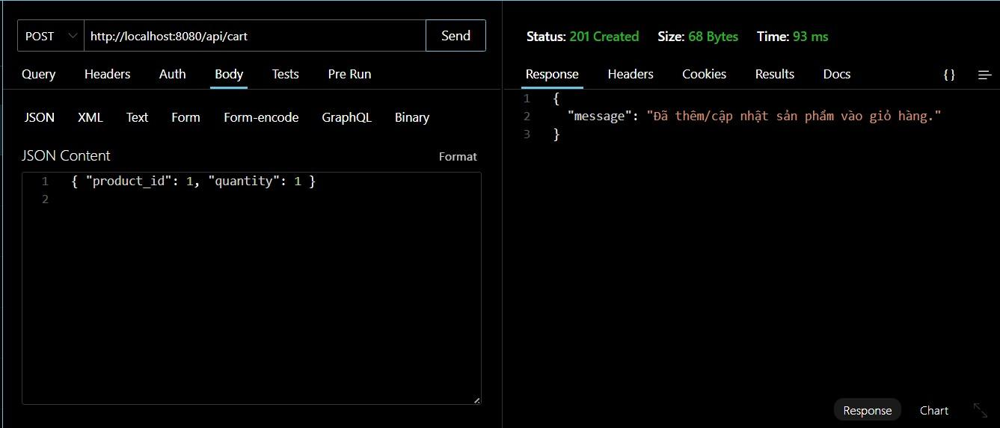 POST http://localhost:8080/api/cart Send
Query Headers Auth Body Tests Pre Run
JSON XML Text Form Form-encode GraphQL Binary
JSON Content Format
1 { "product_id": 1, "quantity": 1 }
2
Status: 201 Created Size: 68 Bytes Time: 93 ms
Response Headers Cookies Results Docs {}
1 {
2 "message": "Đã thêm/cập nhật sản phẩm vào giỏ hàng."
3 }
Response Chart